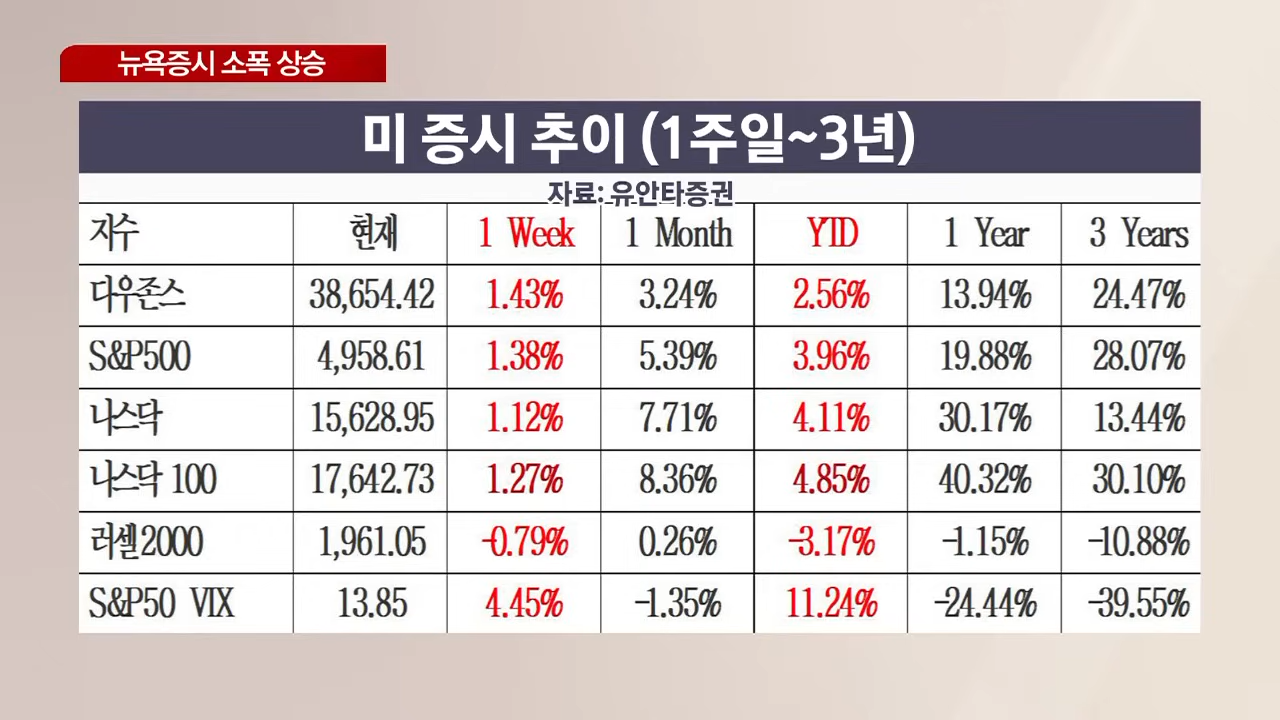 뉴욕증시 소폭 상승
미 증시 추이 (1주일~3년)
자료: 유안타증권
지수 현재 1 Week 1 Month YTD 1 Year 3 Years
다우존스 38,654.42 1.43% 3.24% 2.56% 13.94% 24.47%
S&P500 4,958.61 1.38% 5.39% 3.96% 19.88% 28.07%
나스닥 15,628.95 1.12% 7.71% 4.11% 30.17% 13.44%
나스닥 100 17,642.73 1.27% 8.36% 4.85% 40.32% 30.10%
러셀2000 1,961.05 -0.79% 0.26% -3.17% -1.15% -10.88%
S&P50 VIX 13.85 4.45% -1.35% 11.24% -24.44% -39.55%